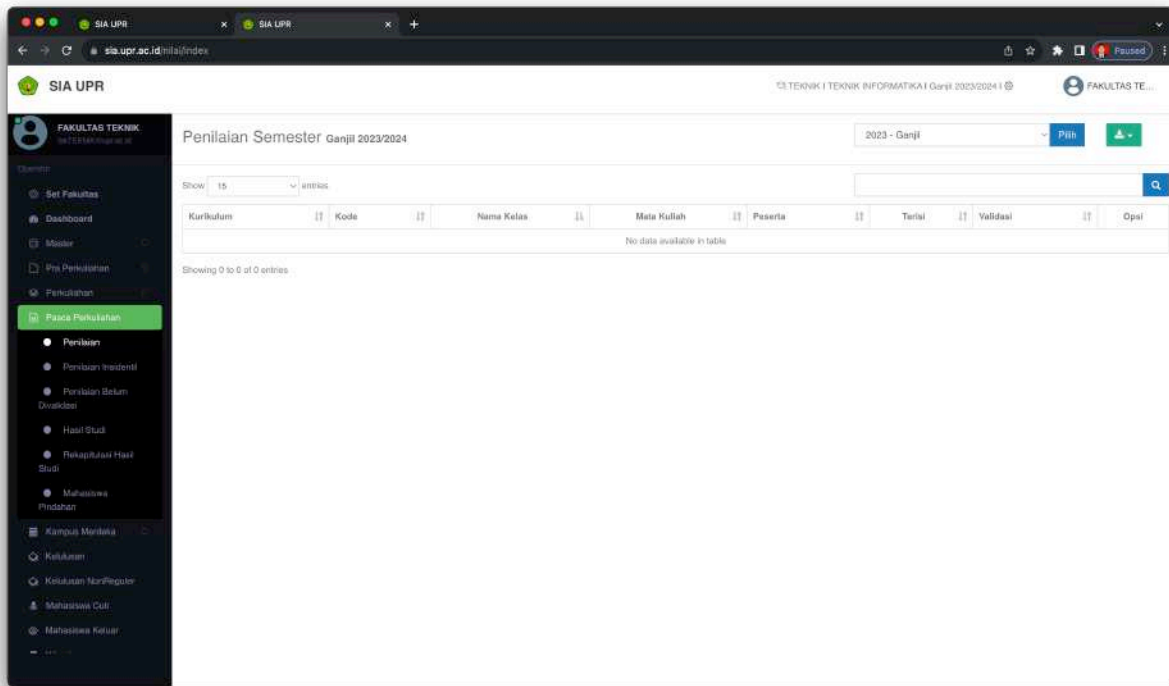 SIA UPR
SIA UPR
sia.upr.ac.id/nilai/index
Paused
SIA UPR
TEKNIK I TEKNIK INFORMATIKA I Ganjil 2023/2024 I
FAKULTAS TE...
FAKULTAS TEKNIK
Operator
Set Fakultas
Dashboard
Master
Pra Perkuliahan
Perkuliahan
Pasca Perkuliahan
Penilaian
Penilaian Insidentil
Penilaian Belum
Divalidasi
Hasil Studi
Rekapitulasi Hasil
Studi
Mahasiswa
Pindahan
Kampus Merdeka
Kelulusan
Kelulusan NonReguler
Mahasiswa Cuti
Mahasiswa Keluar
Penilaian Semester Ganjil 2023/2024
2023 - Ganjil
Pilih
Show 15 entries
Kurikulum Kode Nama Kelas Mata Kuliah Peserta Terisi Validasi Opsi
No data available in table
Showing 0 to 0 of 0 entries